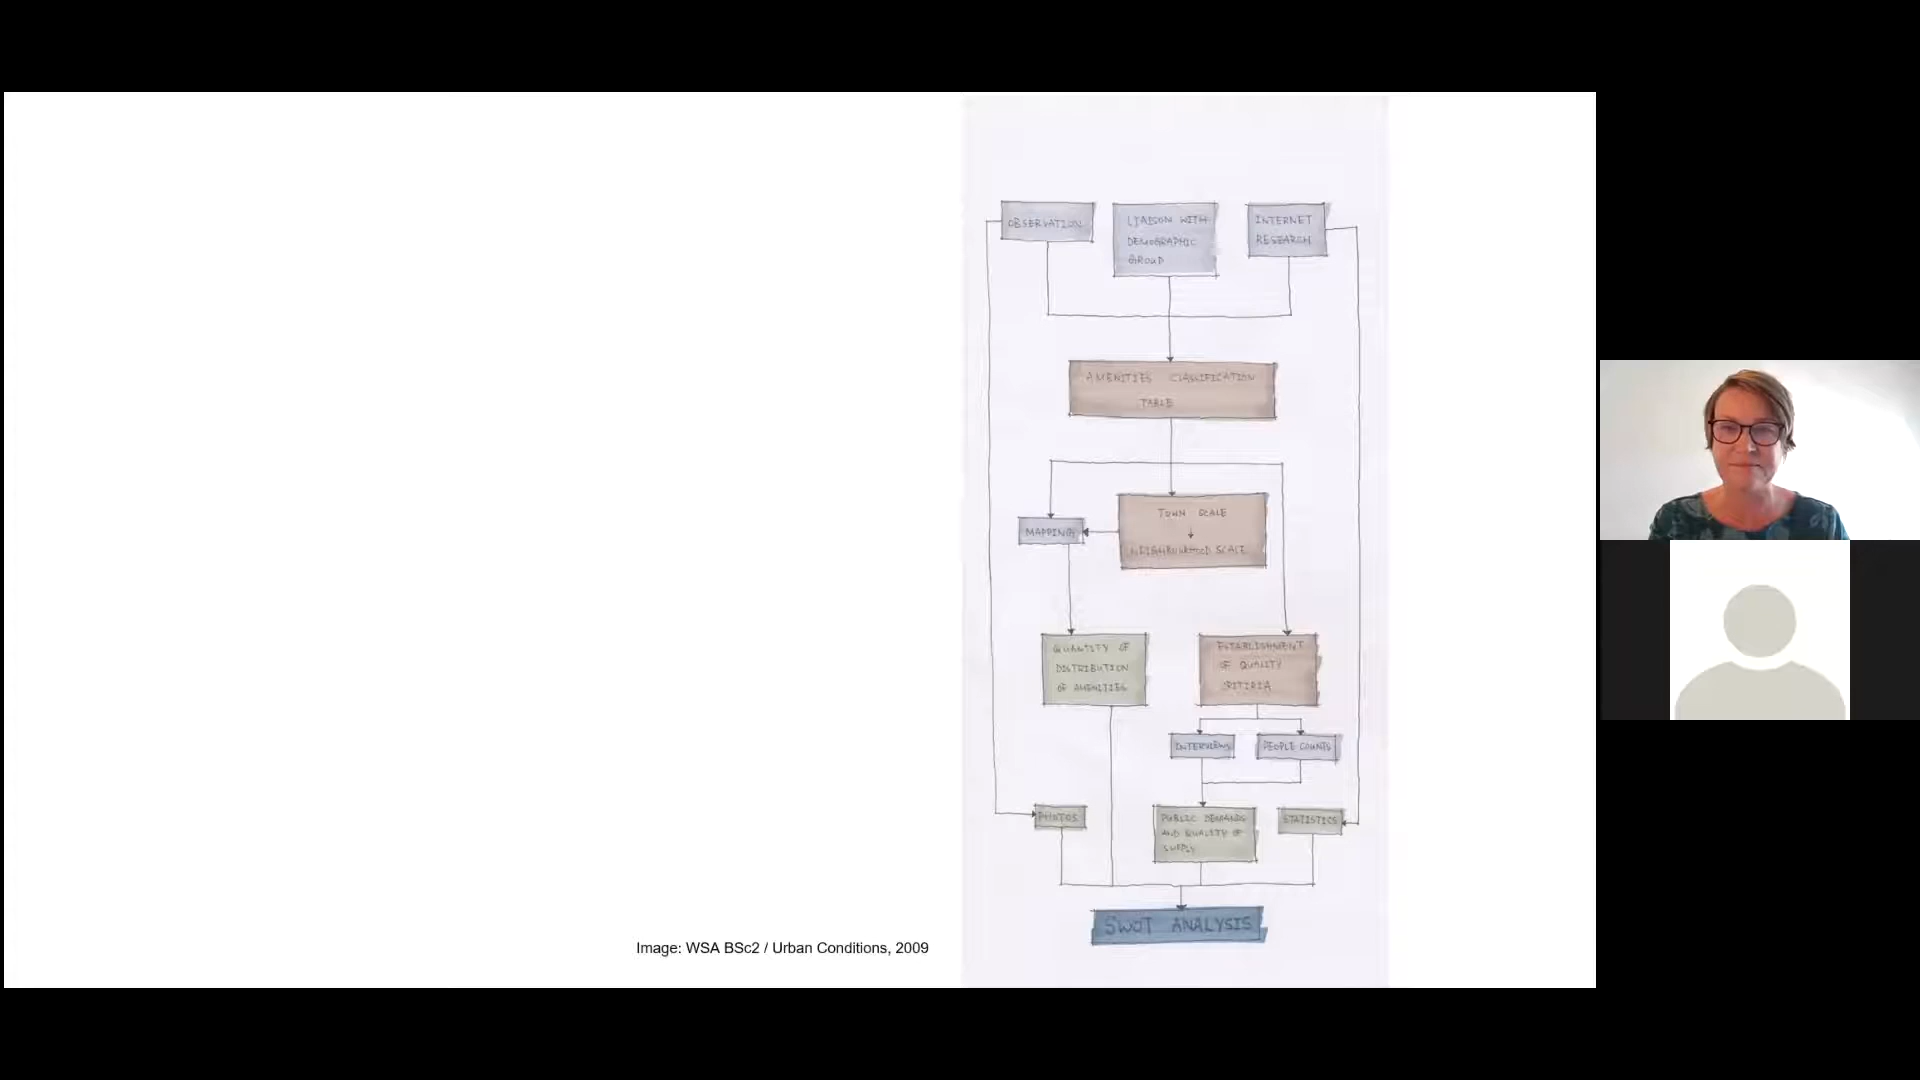 OBSERVATION
LIAISON WITH
DEMOGRAPHIC
GROUP
INTERNET
RESEARCH
AMENITIES CLASSIFICATION
TABLE
TOWN SCALE
NEIGHBOURHOOD SCALE
MAPPING
QUANTITY OF
DISTRIBUTION
OF AMENITIES
ESTABLISHMENT
OF QUALITY
CRITIRIA
INTERVIEWS
PEOPLE COUNTS
PHOTOS
PUBLIC DEMANDS
AND QUALITY OF
SUPPLY
STATISTICS
SWOT ANALYSIS
Image: WSA BSc2 / Urban Conditions, 2009